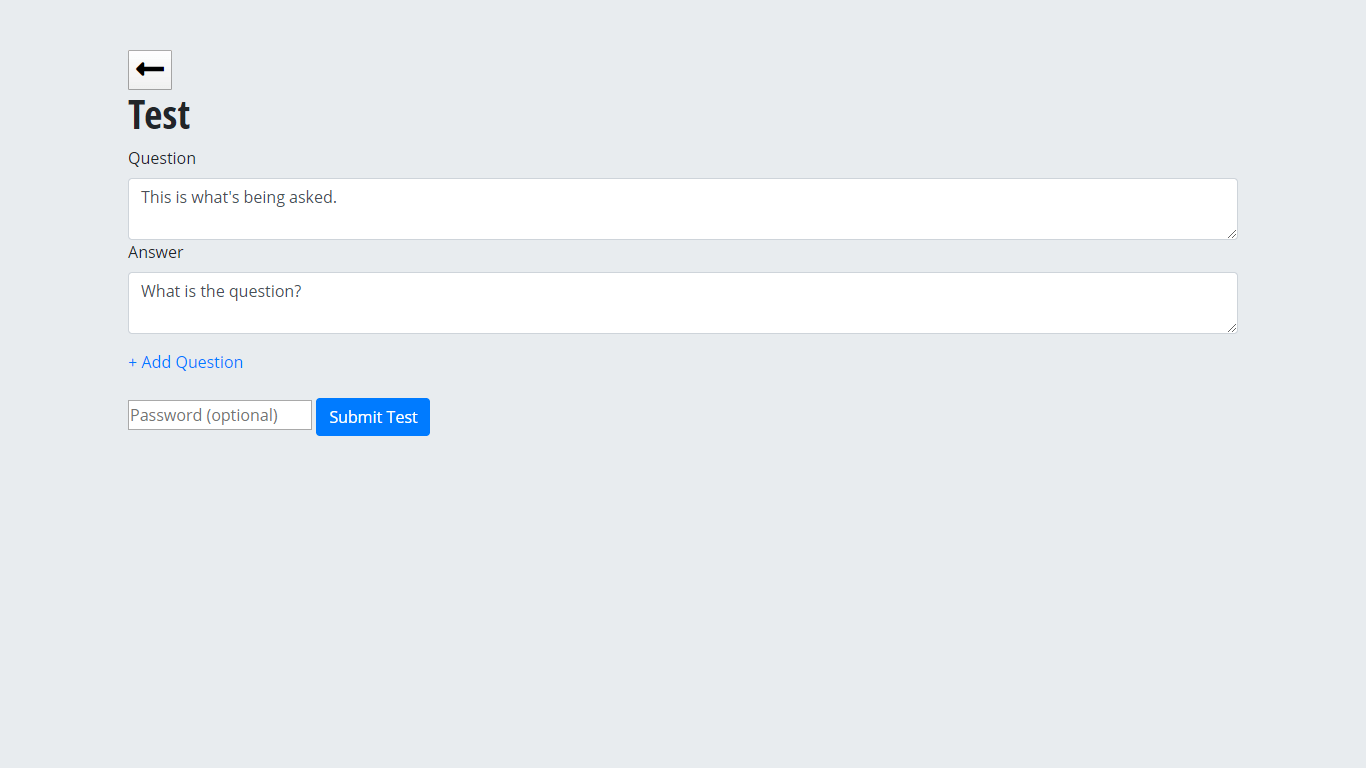 Test
Question
This is what's being asked.
Answer
What is the question?
+ Add Question
Password (optional) Submit Test